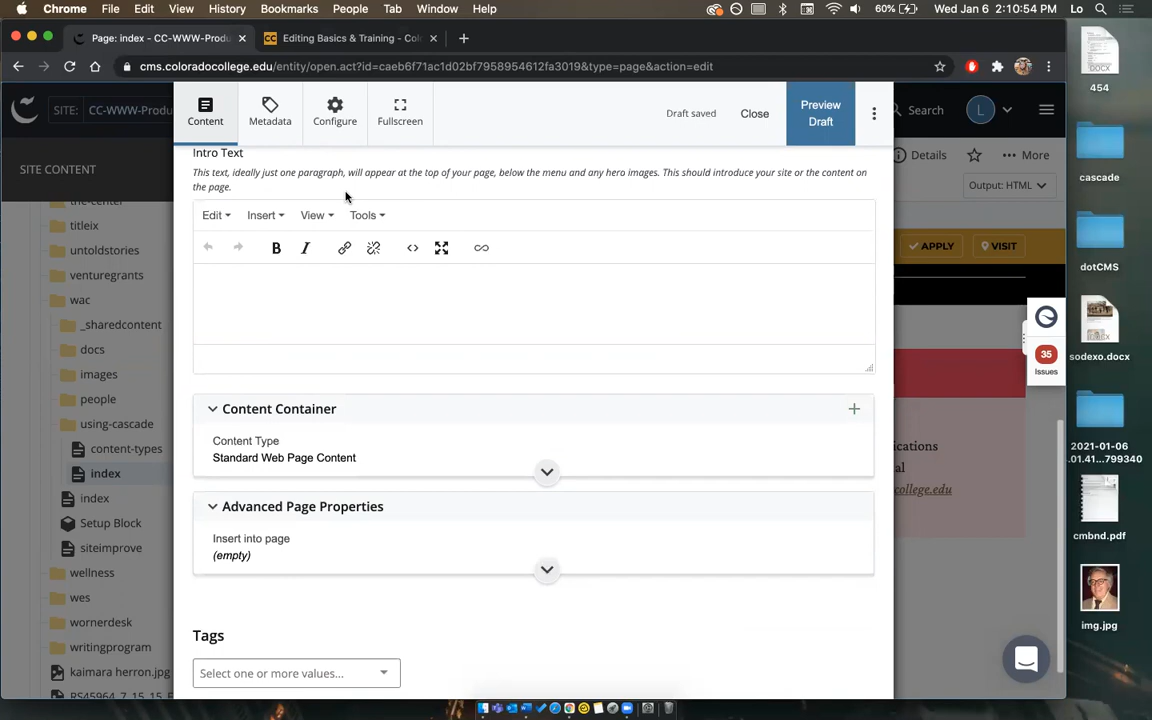 Chrome File Edit View History Bookmarks People Tab Window Help 60% Wed Jan 6 2:10:54 PM Lo
Page: index - CC-WWW-Produ Editing Basics & Training - Col
cms.coloradocollege.edu/entity/open.act?id=caeb6f71ac1d02bf7958954612fa3019&type=page&action=edit
SITE: CC-WWW-Produ
Content Metadata Configure Fullscreen Draft saved Close Preview Draft
Search L
SITE CONTENT
Details More
Output: HTML
APPLY VISIT
titleix
untoldstories
venturegrants
wac
_sharedcontent
docs
images
people
using-cascade
content-types
index
index
Setup Block
siteimprove
wellness
wes
wornerdesk
writingprogram
kaimara herron.jpg
Intro Text
This text, ideally just one paragraph, will appear at the top of your page, below the menu and any hero images. This should introduce your site or the content on
the page.
Edit Insert View Tools
B I
Content Container
Content Type
Standard Web Page Content
Advanced Page Properties
Insert into page
(empty)
Tags
Select one or more values...
35
Issues
ications
al
college.edu
454
cascade
dotCMS
sodexo.docx
2021-01-06
.01.41...799340
cmbnd.pdf
img.jpg